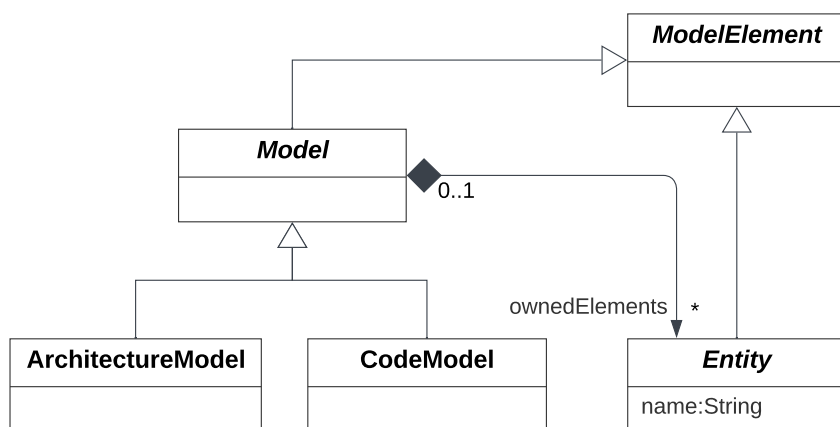 ModelElement
Model
0..1
ownedElements *
ArchitectureModel
CodeModel
Entity
name:String